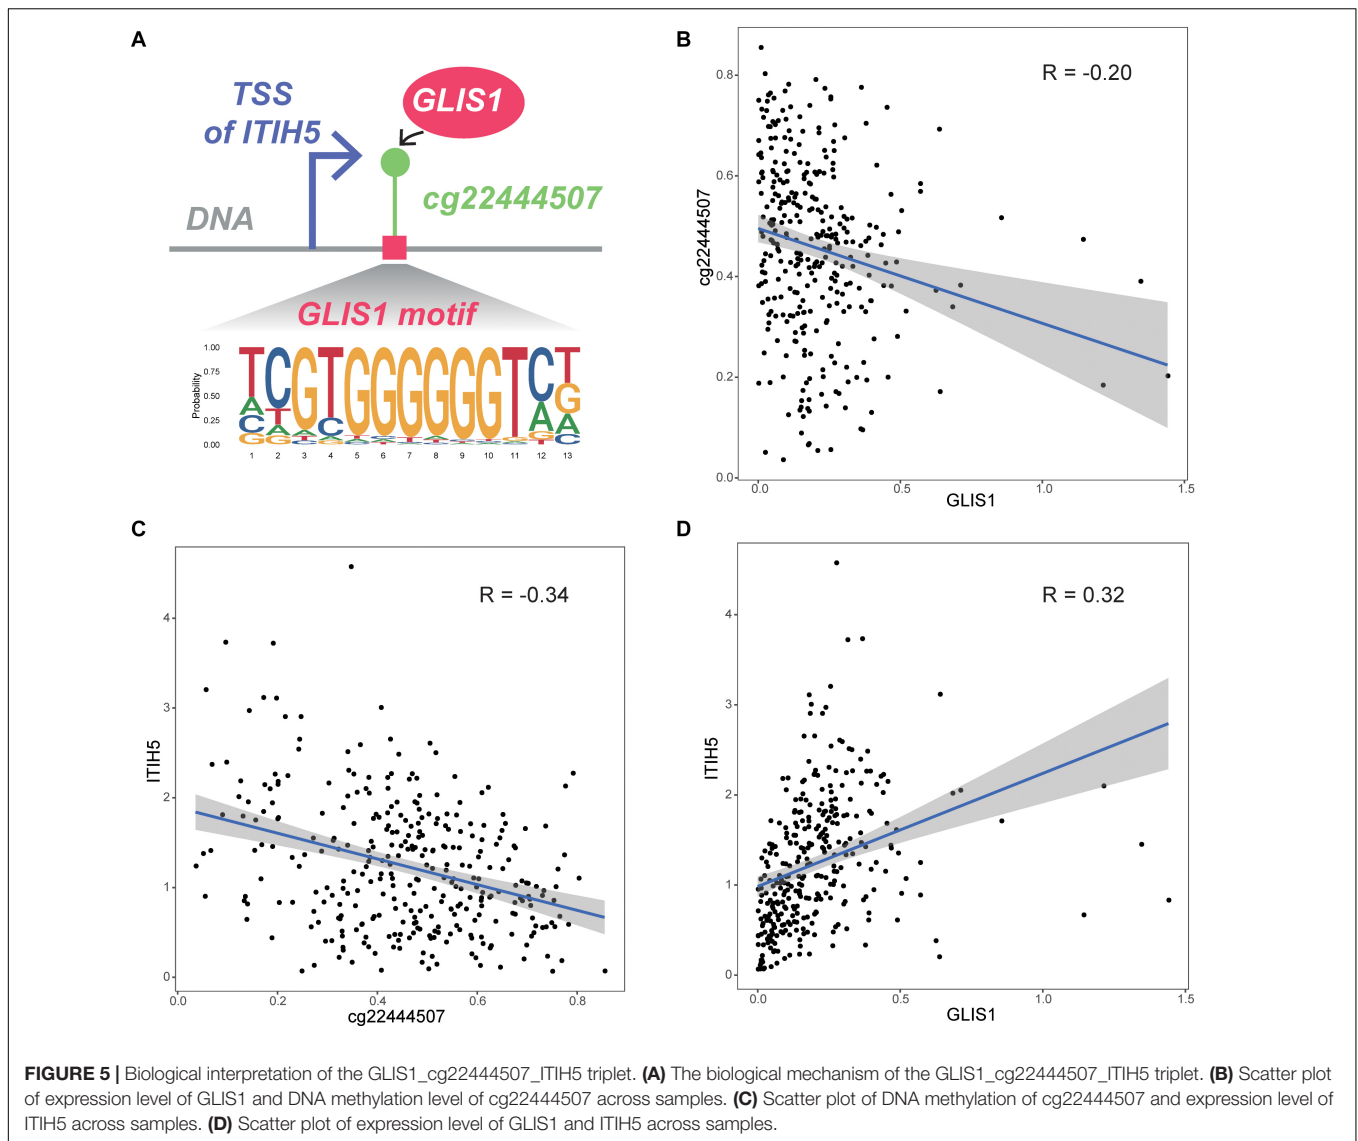 A
TSS
of ITIH5
GLIS1
cg22444507
DNA
GLIS1 motif
1.00
0.75
0.50
0.25
0.00
Probability
TCGTGGGGGGTCT
1 2 3 4 5 6 7 8 9 10 11 12 13
B
R = -0.20
0.8
0.6
0.4
0.2
0.0
cg22444507
0.0 0.5 1.0 1.5
GLIS1
C
R = -0.34
4
3
2
1
0
ITIH5
0.0 0.2 0.4 0.6 0.8
cg22444507
D
R = 0.32
4
3
2
1
0
ITIH5
0.0 0.5 1.0 1.5
GLIS1
FIGURE 5 | Biological interpretation of the GLIS1_cg22444507_ITIH5 triplet. (A) The biological mechanism of the GLIS1_cg22444507_ITIH5 triplet. (B) Scatter plot
of expression level of GLIS1 and DNA methylation level of cg22444507 across samples. (C) Scatter plot of DNA methylation of cg22444507 and expression level of
ITIH5 across samples. (D) Scatter plot of expression level of GLIS1 and ITIH5 across samples.